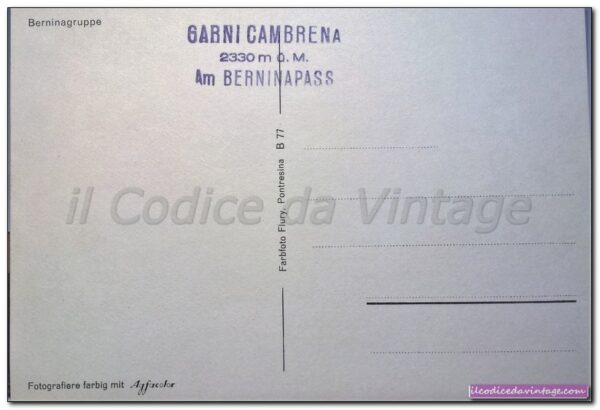 Berninagruppe
GARNI CAMBRENA
2330 m ü. M.
Am BERNINAPASS
Farbfoto Flury, Pontresina B 77
il Codice da Vintage
Fotografiere farbig mit Agfacolor
ilcodicedavintage.com